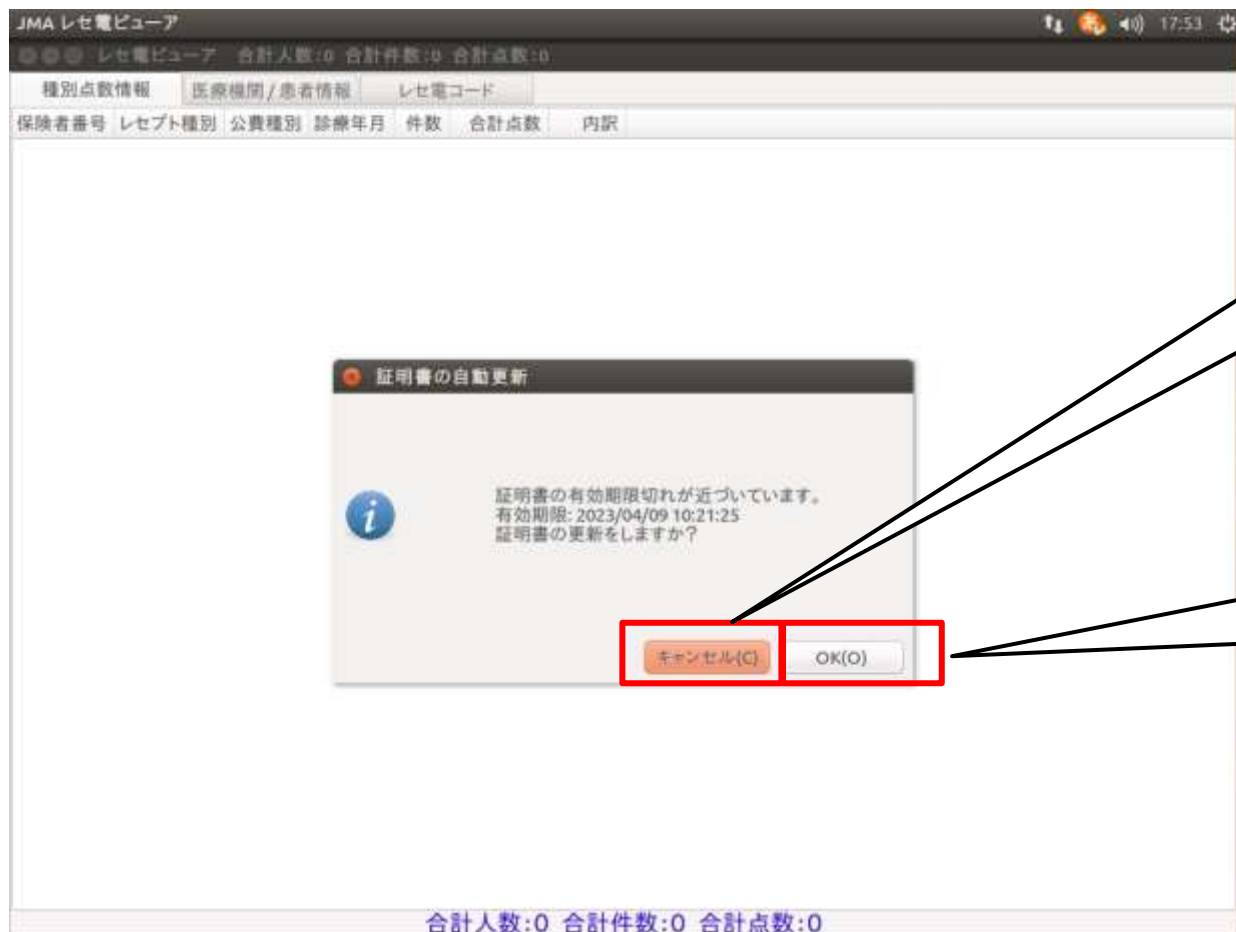 JMA レセ電ビューア
17:53
レセ電ビューア 合計人数:0 合計件数:0 合計点数:0
種別点数情報 医療機関/患者情報 レセ電コード
保険者番号 レセプト種別 公費種別 診療年月 件数 合計点数 内訳
証明書の自動更新
証明書の有効期限切れが近づいています。
有効期限: 2023/04/09 10:21:25
証明書の更新をしますか?
キャンセル(C) OK(O)
合計人数:0 合計件数:0 合計点数:0